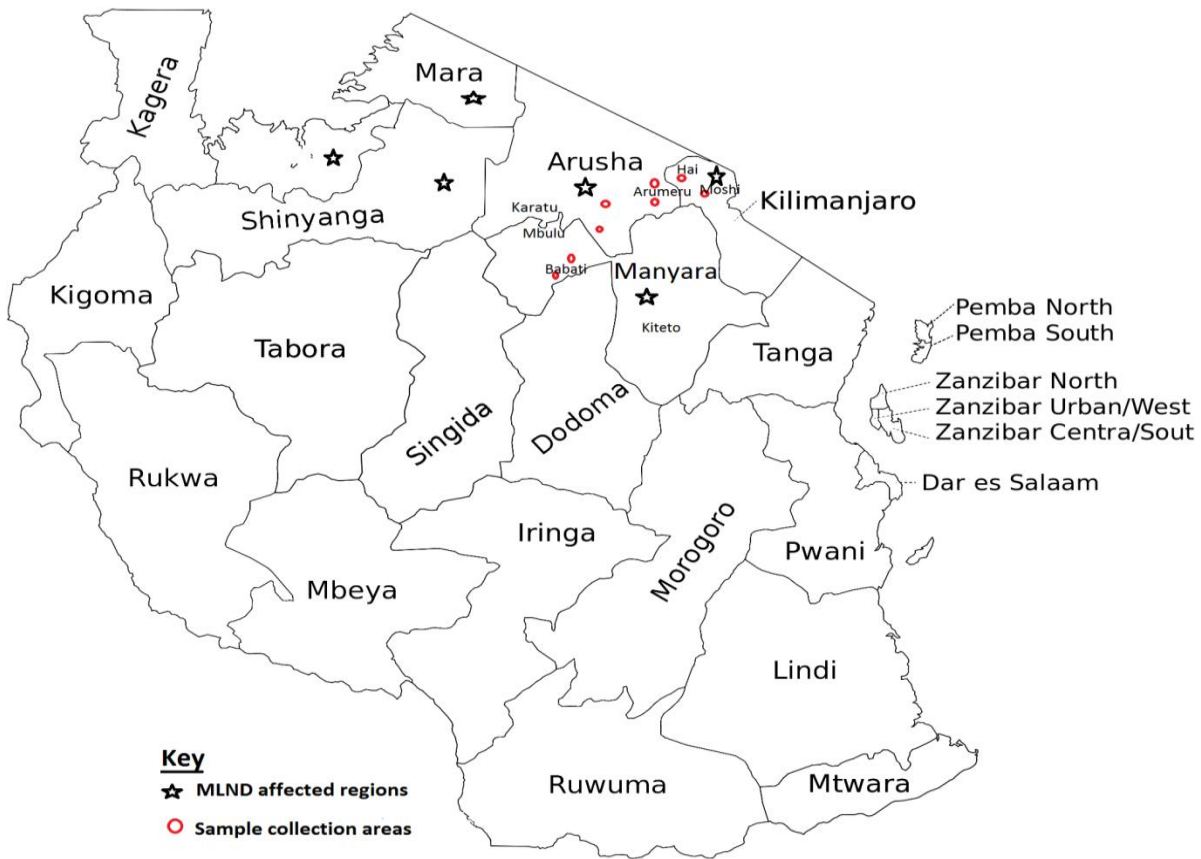 Mara
Kagera
Arusha
Hai
Arumeru
Moshi
Karatu
Kilimanjaro
Shinyanga
Mbulu
Babati
Manyara
Kigoma
Kiteto
Pemba North
Pemba South
Tabora
Tanga
Zanzibar North
Zanzibar Urban/West
Zanzibar Centra/Sout
Singida
Dodoma
Rukwa
Dar es Salaam
Iringa
Morogoro
Pwani
Mbeya
Lindi
Key
MLND affected regions
Sample collection areas
Ruwuma
Mtwara